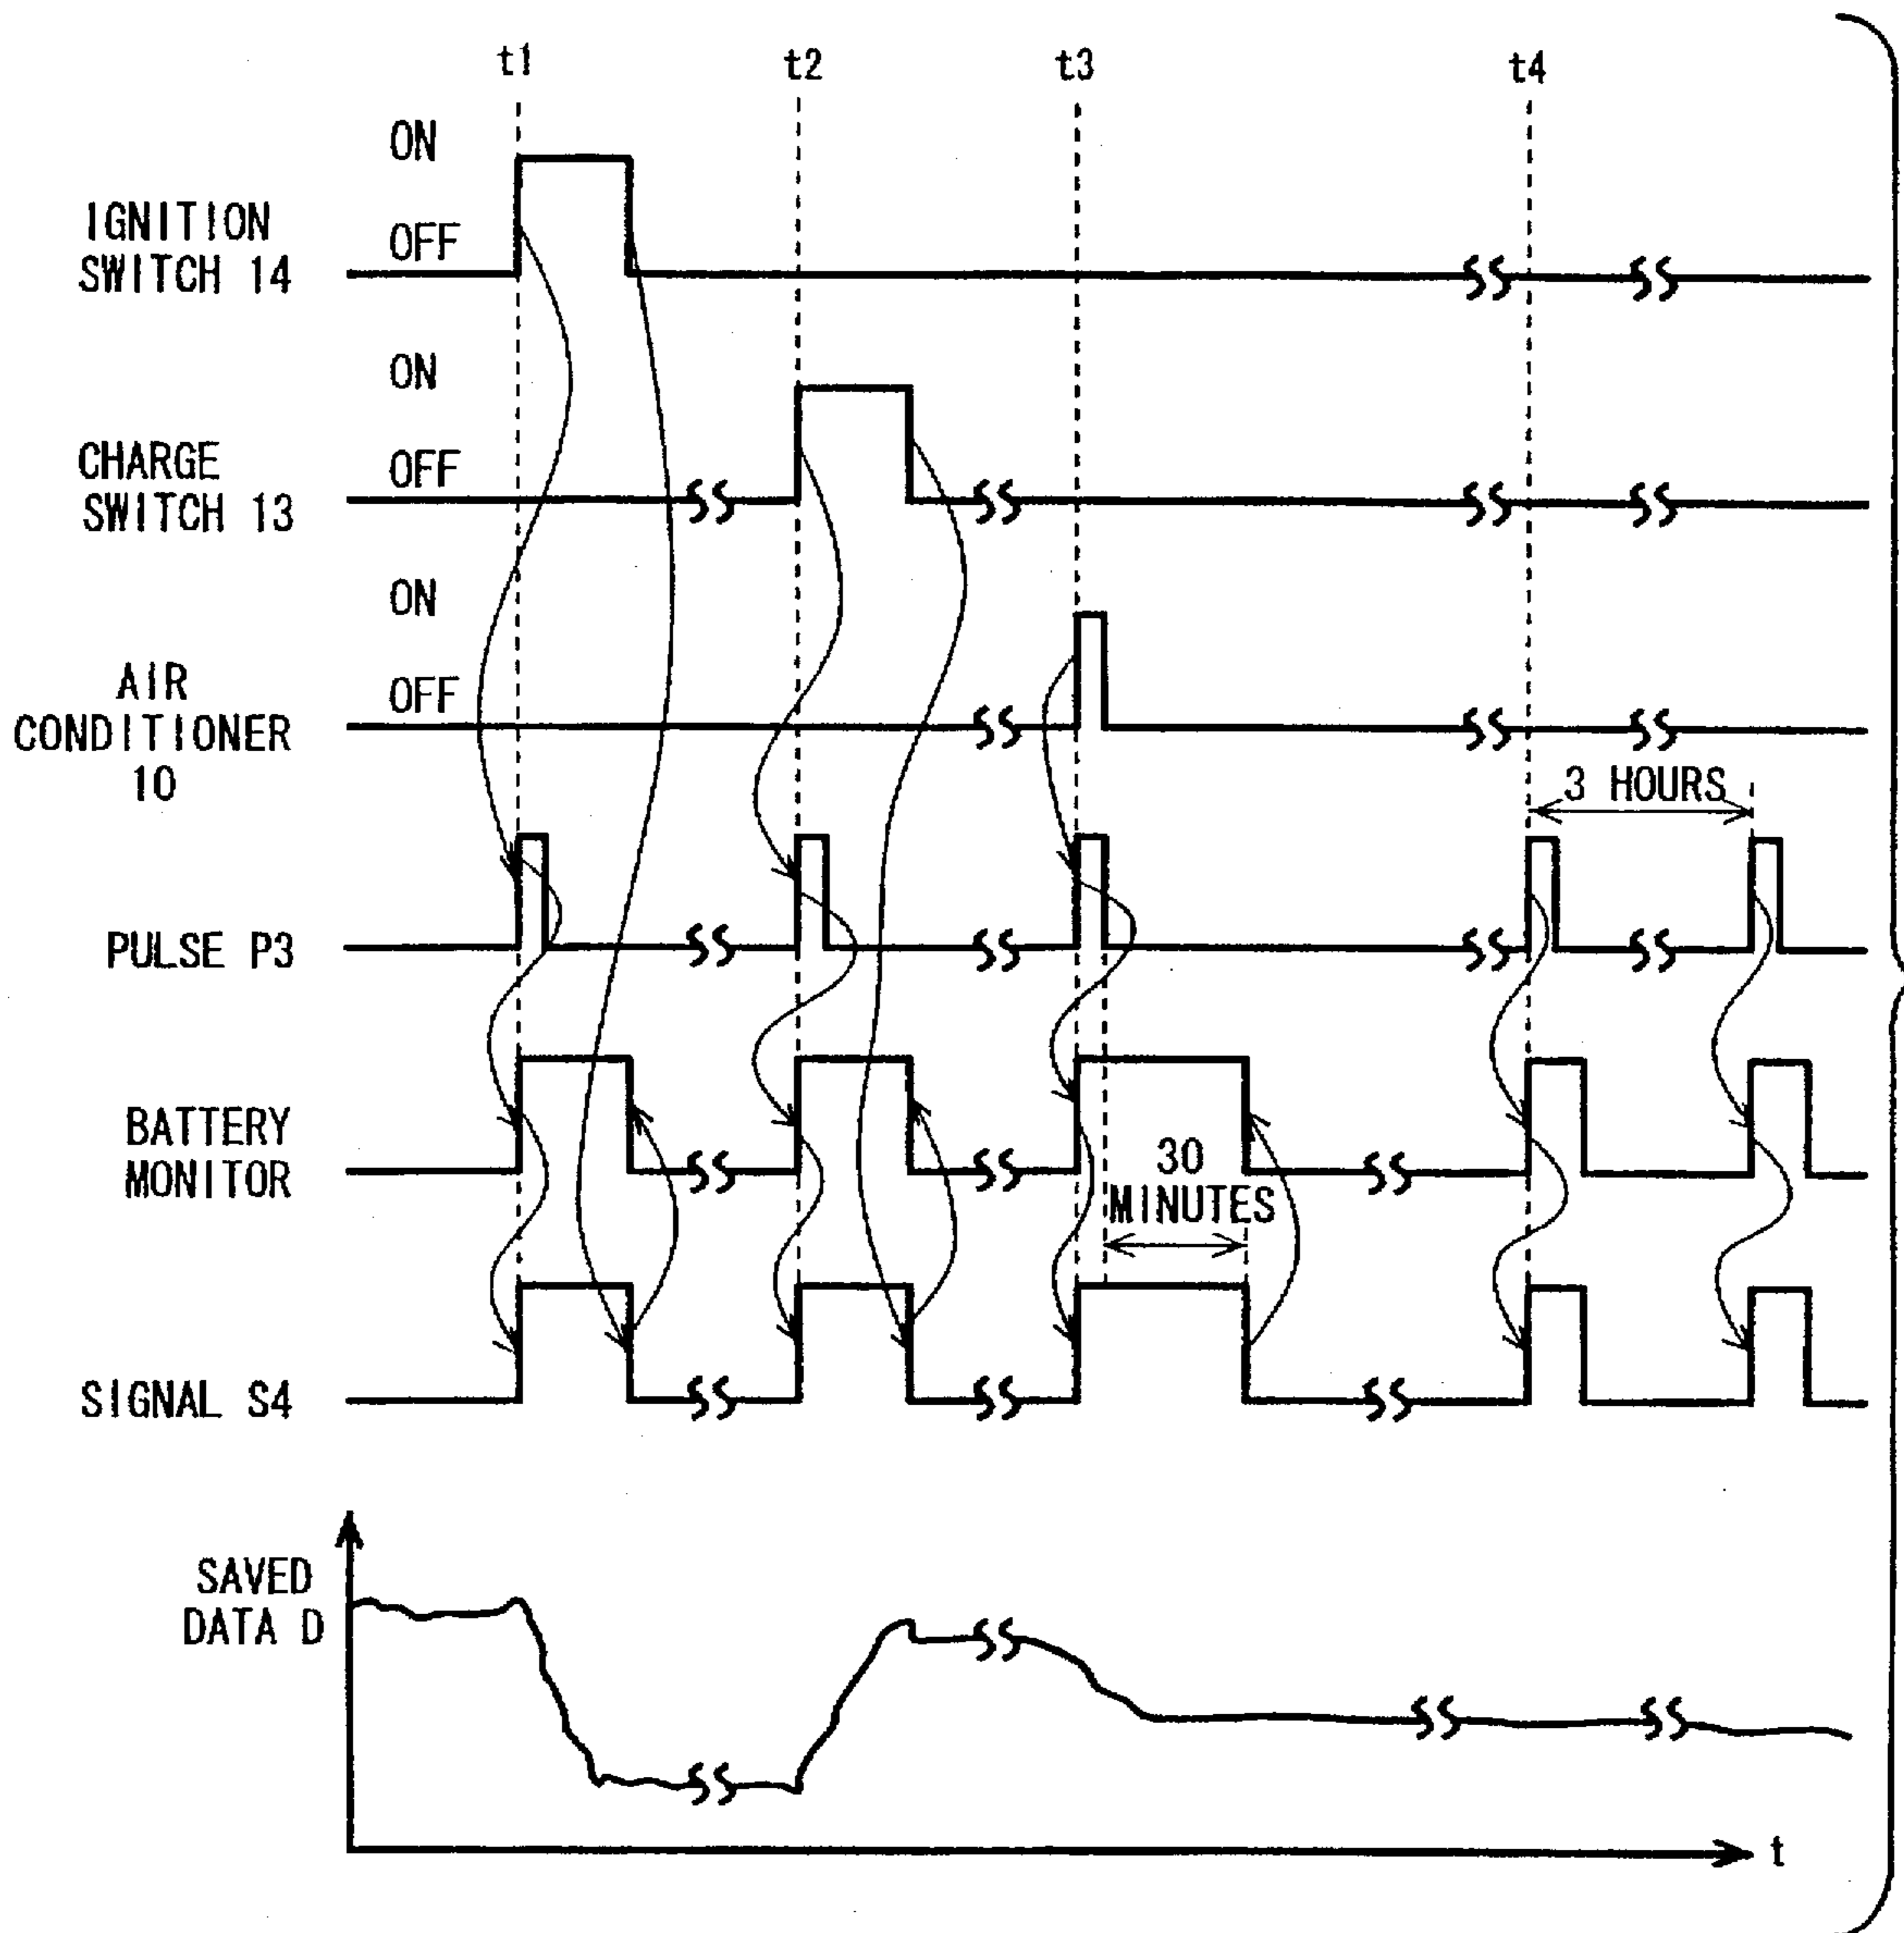 t1
t2
t3
t4
ON
OFF
IGNITION
SWITCH 14
ON
OFF
CHARGE
SWITCH 13
ON
OFF
AIR
CONDITIONER
10
3 HOURS
PULSE P3
BATTERY
MONITOR
30
MINUTES
SIGNAL S4
SAVED
DATA D
t